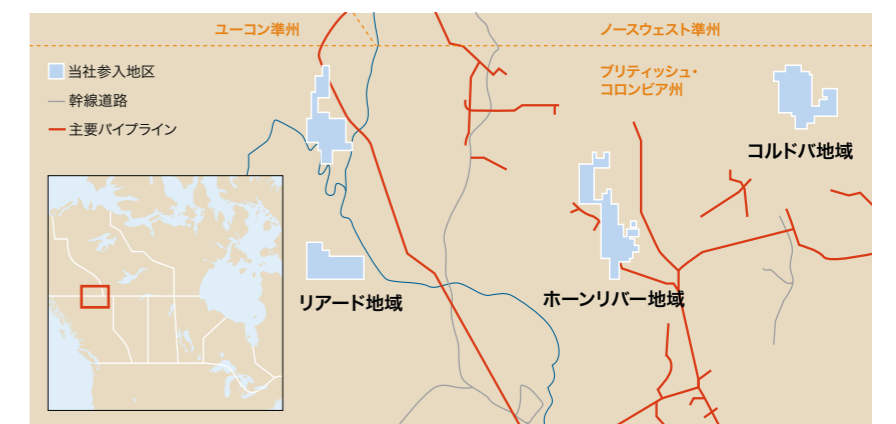 ユーコン準州
ノースウェスト準州
当社参入地区
幹線道路
主要パイプライン
ブリティッシュ・
コロンビア州
コルドバ地域
リアード地域
ホーンリバー地域